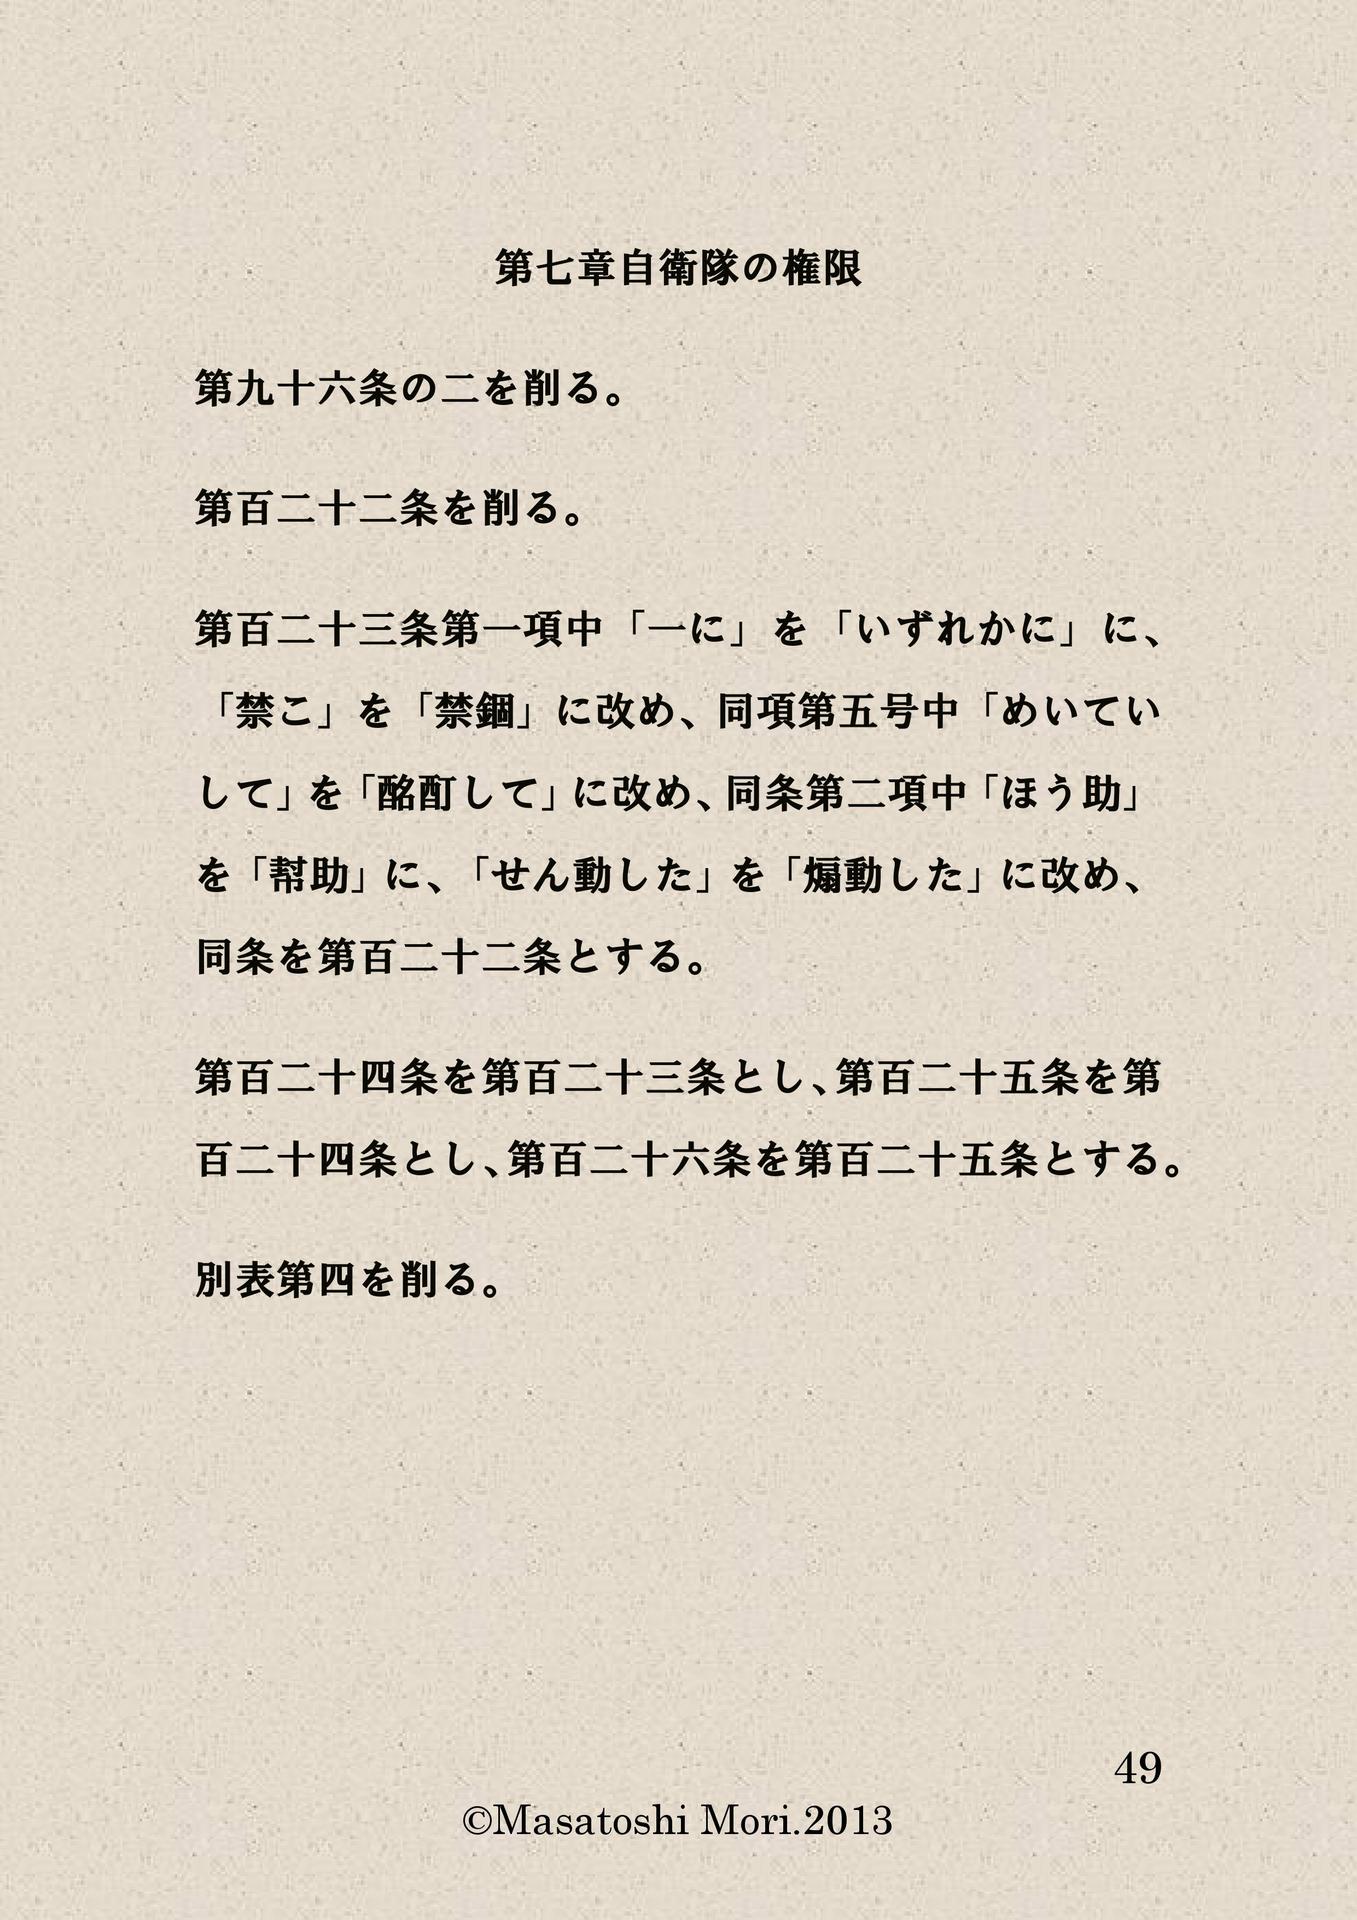 第七章自衛隊の権限
第九十六条の二を削る。
第百二十二条を削る。
第百二十三条第一項中「一に」を「いずれかに」に、
「禁こ」を「禁錮」に改め、同項第五号中「めいてい
して」を「酩酊して」に改め、同条第二項中「ほう助」
を「幇助」に、「せん動した」を「煽動した」に改め、
同条を第百二十二条とする。
第百二十四条を第百二十三条とし、第百二十五条を第
百二十四条とし、第百二十六条を第百二十五条とする。
別表第四を削る。
49
©Masatoshi Mori.2013